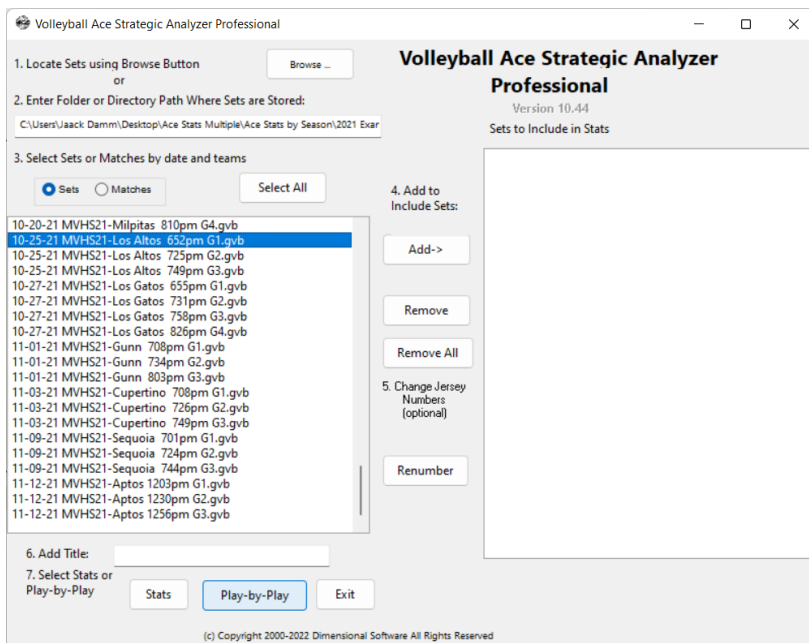 Volleyball Ace Strategic Analyzer Professional
1. Locate Sets using Browse Button
or
Browse ...
2. Enter Folder or Directory Path Where Sets are Stored:
C:\Users\Jaack Damm\Desktop\Ace Stats Multiple\Ace Stats by Season\2021 Exar
Volleyball Ace Strategic Analyzer
Professional
Version 10.44
Sets to Include in Stats
3. Select Sets or Matches by date and teams
Sets
Matches
Select All
10-20-21 MVHS21-Milpitas 810pm G4.gvb
10-25-21 MVHS21-Los Altos 652pm G1.gvb
10-25-21 MVHS21-Los Altos 725pm G2.gvb
10-25-21 MVHS21-Los Altos 749pm G3.gvb
10-27-21 MVHS21-Los Gatos 655pm G1.gvb
10-27-21 MVHS21-Los Gatos 731pm G2.gvb
10-27-21 MVHS21-Los Gatos 758pm G3.gvb
10-27-21 MVHS21-Los Gatos 826pm G4.gvb
11-01-21 MVHS21-Gunn 708pm G1.gvb
11-01-21 MVHS21-Gunn 734pm G2.gvb
11-01-21 MVHS21-Gunn 803pm G3.gvb
11-03-21 MVHS21-Cupertino 708pm G1.gvb
11-03-21 MVHS21-Cupertino 726pm G2.gvb
11-03-21 MVHS21-Cupertino 749pm G3.gvb
11-09-21 MVHS21-Sequoia 701pm G1.gvb
11-09-21 MVHS21-Sequoia 724pm G2.gvb
11-09-21 MVHS21-Sequoia 744pm G3.gvb
11-12-21 MVHS21-Aptos 1203pm G1.gvb
11-12-21 MVHS21-Aptos 1230pm G2.gvb
11-12-21 MVHS21-Aptos 1256pm G3.gvb
4. Add to
Include Sets:
Add->
Remove
Remove All
5. Change Jersey
Numbers
(optional)
Renumber
6. Add Title:
7. Select Stats or
Play-by-Play
Stats
Play-by-Play
Exit
(c) Copyright 2000-2022 Dimensional Software All Rights Reserved